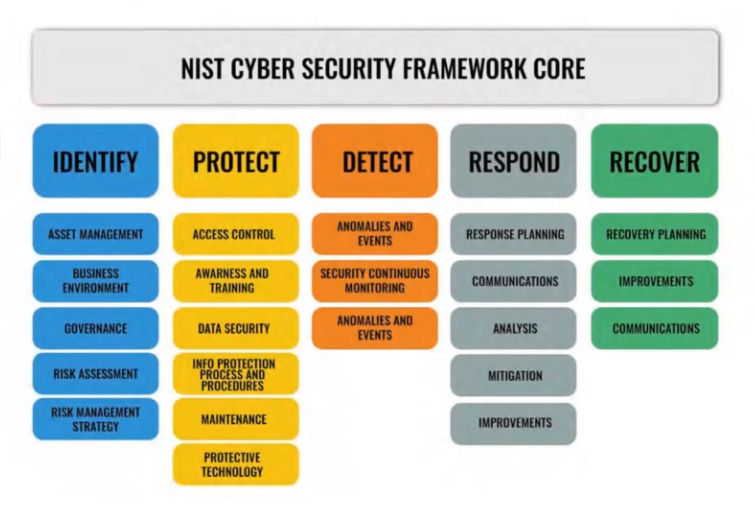 NIST CYBER SECURITY FRAMEWORK CORE
IDENTIFY
PROTECT
DETECT
RESPOND
RECOVER
ASSET MANAGEMENT
BUSINESS
ENVIRONMENT
GOVERNANCE
RISK ASSESSMENT
RISK MANAGEMENT
STRATEGY
ACCESS CONTROL
AWARNESS AND
TRAINING
DATA SECURITY
INFO PROTECTION
PROCESS AND
PROCEDURES
MAINTENANCE
PROTECTIVE
TECHNOLOGY
ANOMALIES AND
EVENTS
SECURITY CONTINUOUS
MONITORING
ANOMALIES AND
EVENTS
RESPONSE PLANNING
COMMUNICATIONS
ANALYSIS
MITIGATION
IMPROVEMENTS
RECOVERY PLANNING
IMPROVEMENTS
COMMUNICATIONS